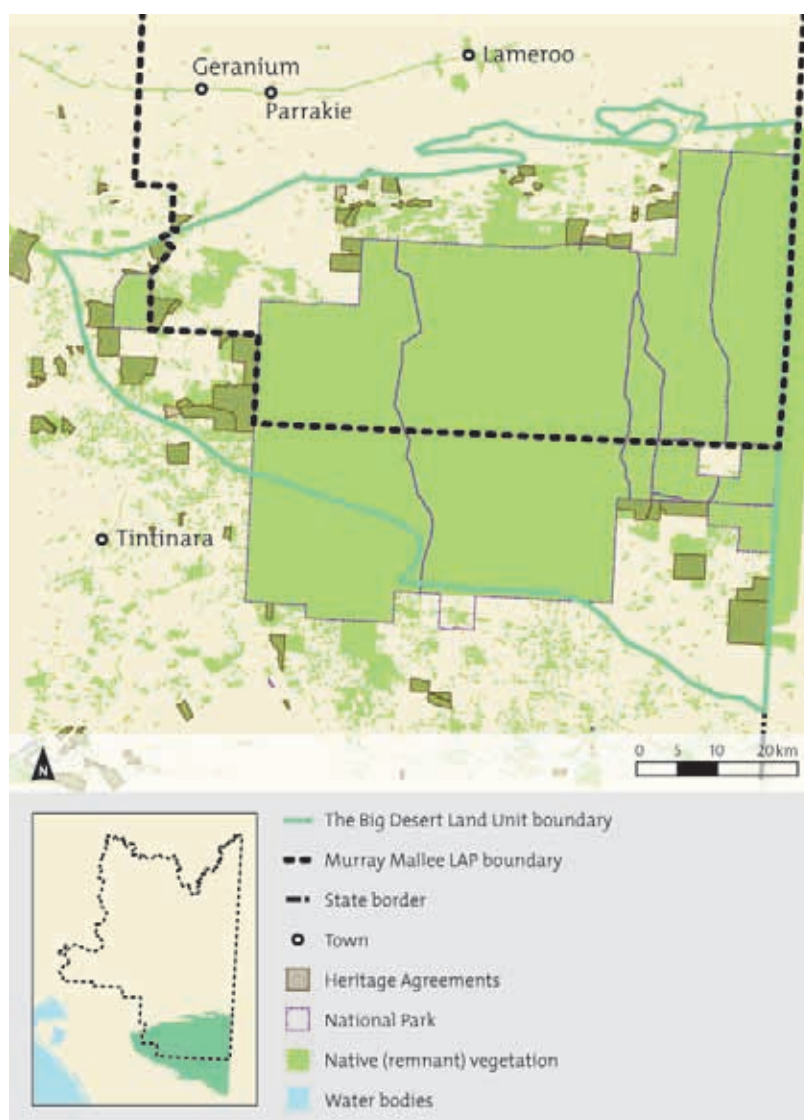 Lameroo
Geranium
Parrakie
Tintinara
0 5 10 20km
N
The Big Desert Land Unit boundary
Murray Mallee LAP boundary
State border
Town
Heritage Agreements
National Park
Native (remnant) vegetation
Water bodies